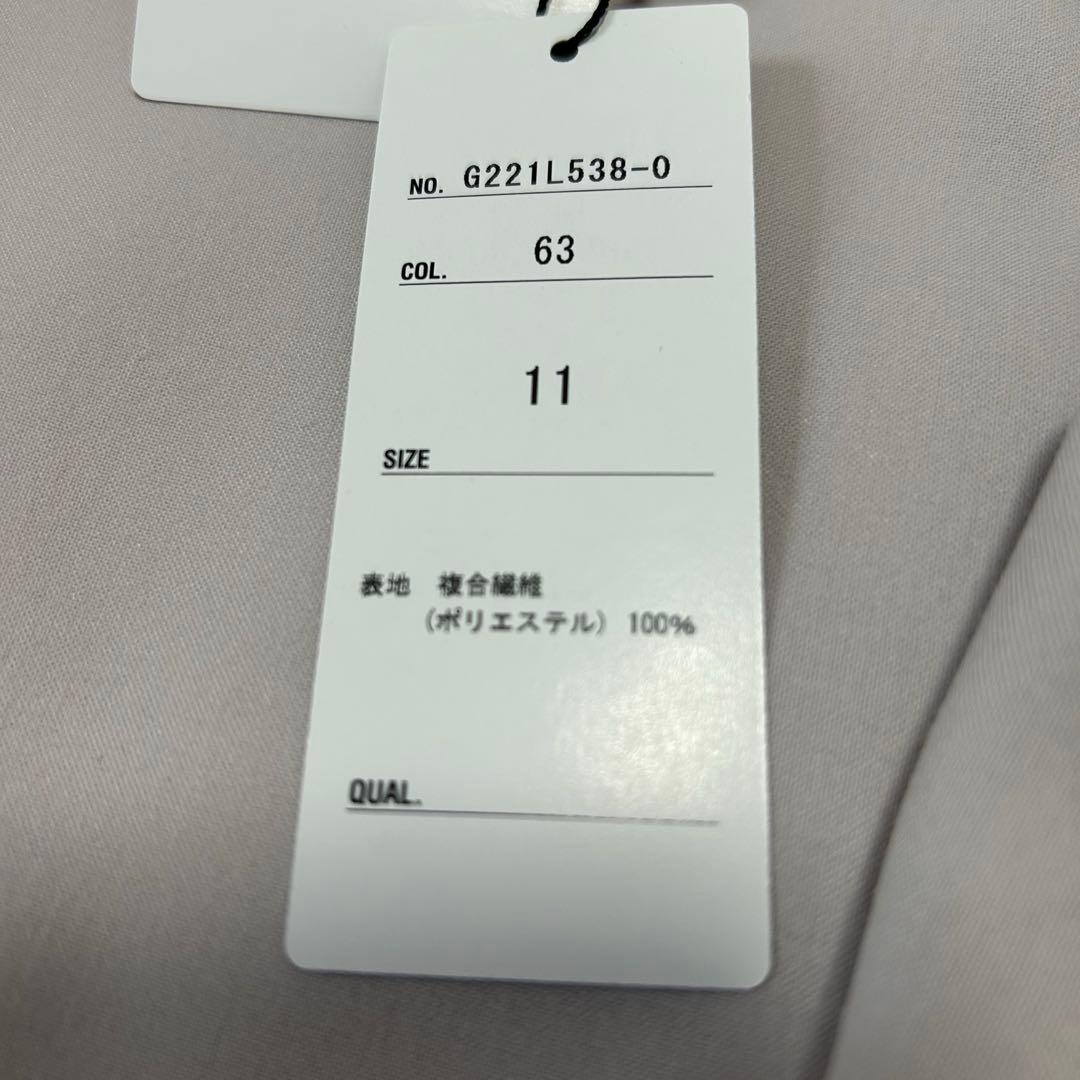 NO. G221L538-0
COL. 63
11
SIZE
表地 複合繊維
(ポリエステル) 100%
QUAL.